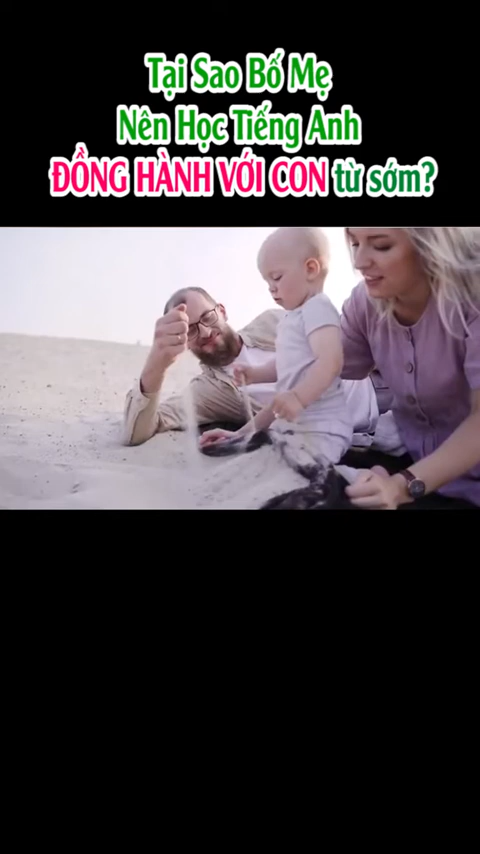 Tại Sao Bố Mẹ
Nên Học Tiếng Anh
ĐỒNG HÀNH VỚI CON từ sớm?